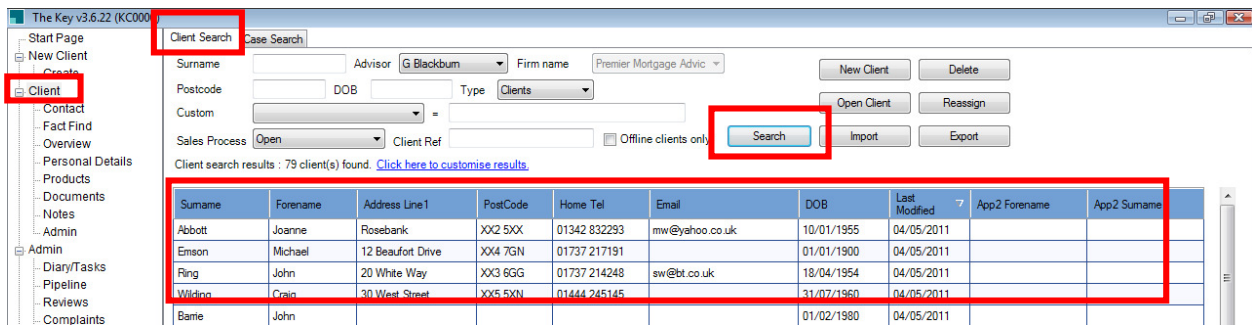 The Key v3.6.22 (KC0000)
Start Page
New Client
Create
Client
Contact
Fact Find
Overview
Personal Details
Products
Documents
Notes
Admin
Admin
Diary/Tasks
Pipeline
Reviews
Complaints
Client Search Case Search
Surname Advisor G Blackburn Firm name Premier Mortgage Advic
Postcode DOB Type Clients
Custom =
Sales Process Open Client Ref Offline clients only Search
New Client Delete
Open Client Reassign
Import Export
Client search results : 79 client(s) found. Click here to customise results.
Surname Forename Address Line1 PostCode Home Tel Email DOB Last Modified App2 Forename App2 Surname
Abbott Joanne Rosebank XX2 5XX 01342 832293 mw@yahoo.co.uk 10/01/1955 04/05/2011
Emson Michael 12 Beaufort Drive XX4 7GN 01737 217191 01/01/1900 04/05/2011
Ring John 20 White Way XX3 6GG 01737 214248 sw@bt.co.uk 18/04/1954 04/05/2011
Wilding Craig 30 West Street XX5 5XN 01444 245145 31/07/1960 04/05/2011
Barrie John 01/02/1980 04/05/2011